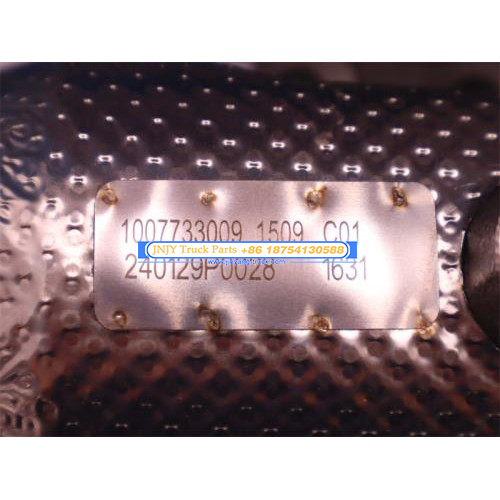 1007733009 1509 C01
JNJY Truck Parts +86 18754130588
240129P0028 1631